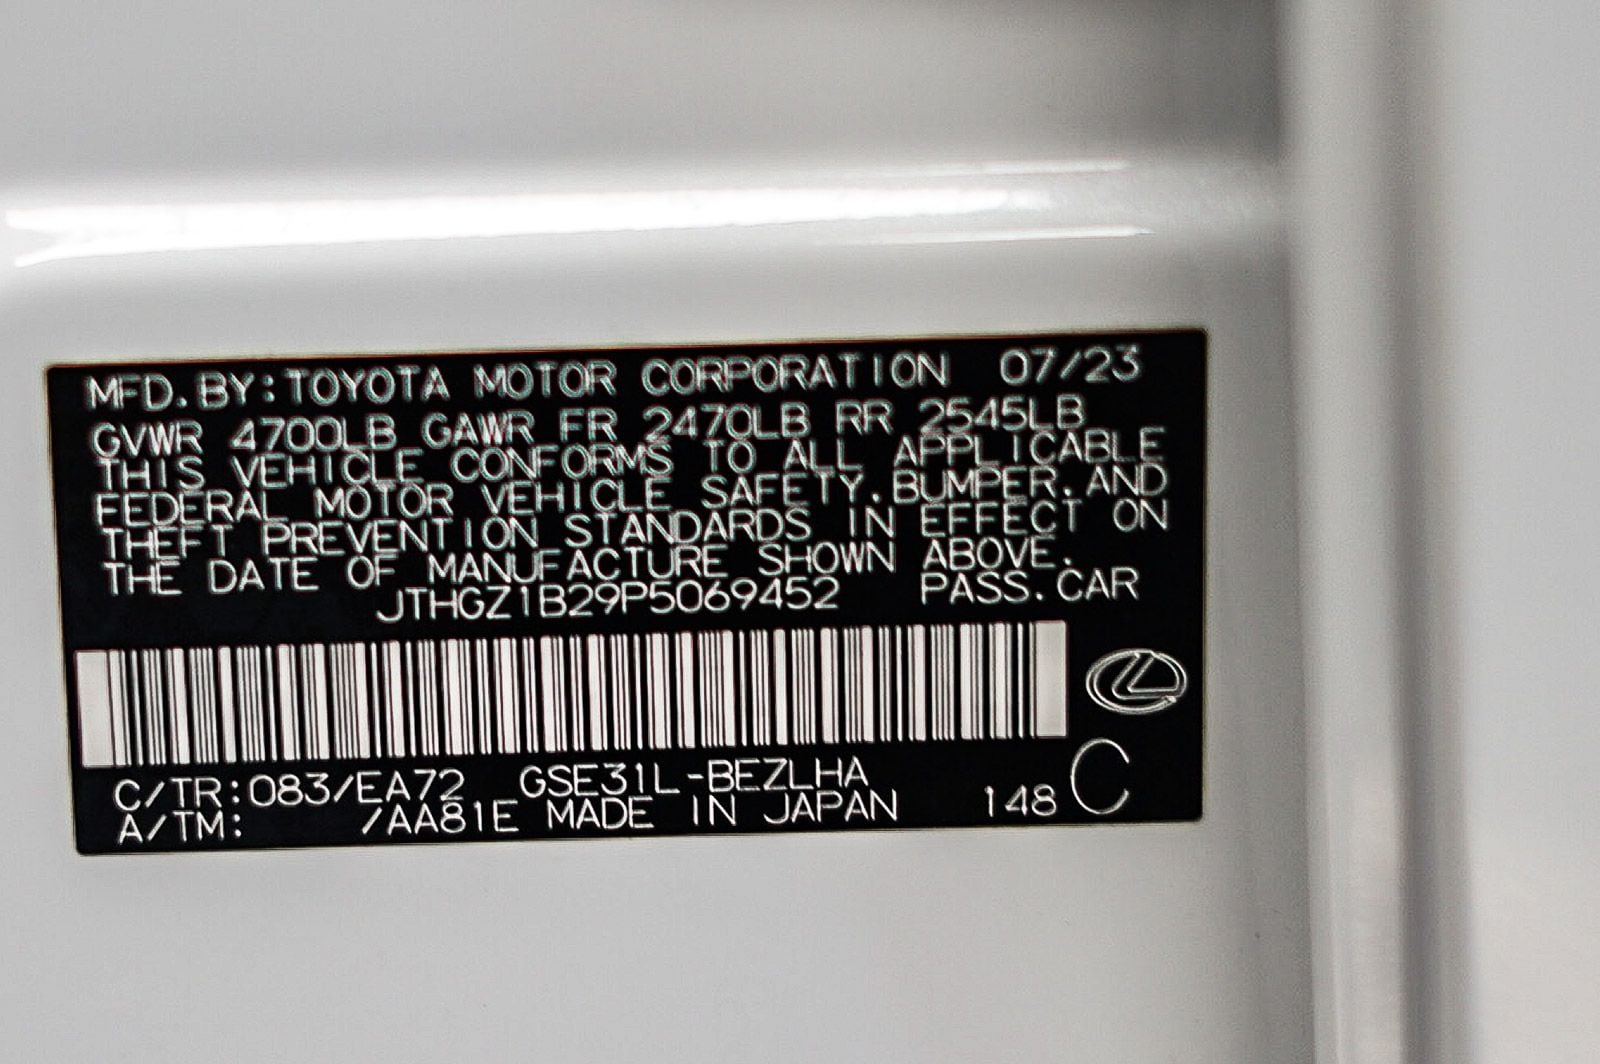 MFD.BY:TOYOTA MOTOR CORPORATION 07/23
GVWR 4700LB GAWR FR 2470LB RR 2545LB
THIS VEHICLE CONFORMS TO ALL APPLICABLE
FEDERAL MOTOR VEHICLE SAFETY.BUMPER.AND
THEFT PREVENTION STANDARDS IN EFFECT ON
THE DATE OF MANUFACTURE SHOWN ABOVE.
JTHGZ1B29P5069452 PASS.CAR
C/TR:083/EA72 GSE31L-BEZLHA
A/TM: /AA81E MADE IN JAPAN 148 C